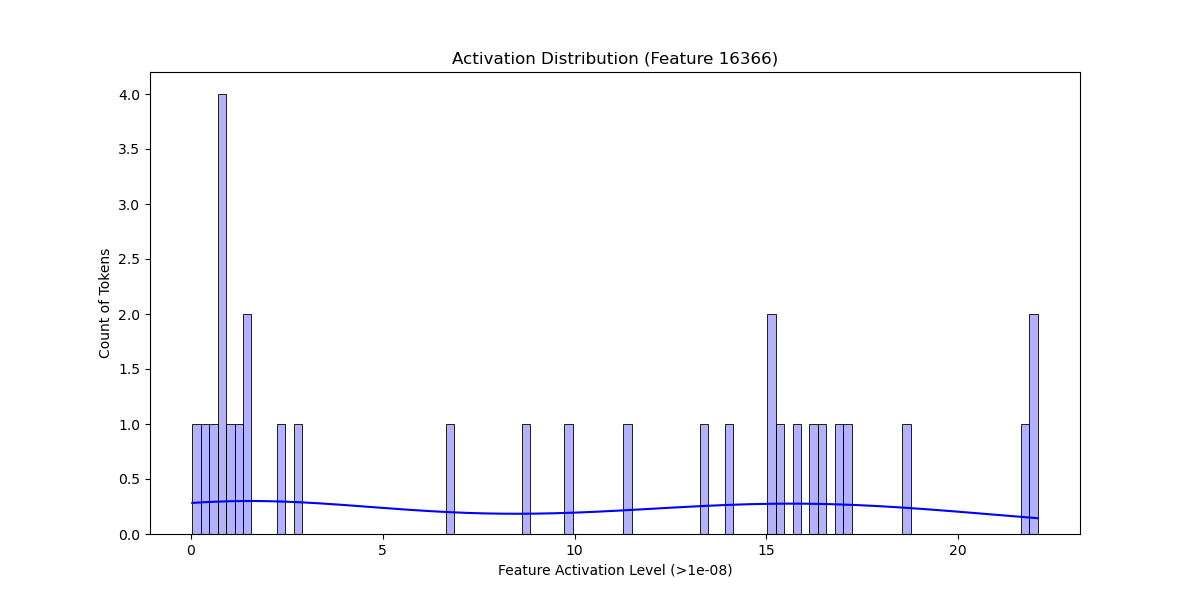 Activation Distribution (Feature 16366)
4.0
3.5
3.0
2.5
2.0
1.5
1.0
0.5
0.0
Count of Tokens
0 5 10 15 20
Feature Activation Level (>1e-08)